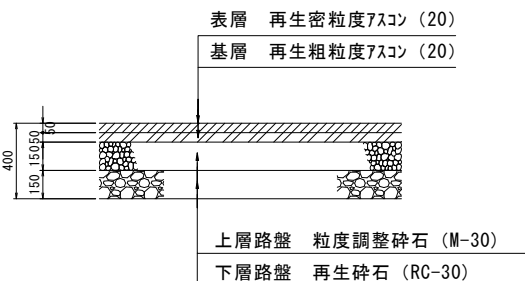 表層　再生密粒度ｱｽｺﾝ（20）
基層　再生粗粒度ｱｽｺﾝ（20）
50
50
150
150
400
上層路盤　粒度調整砕石（M-30）
下層路盤　再生砕石（RC-30）